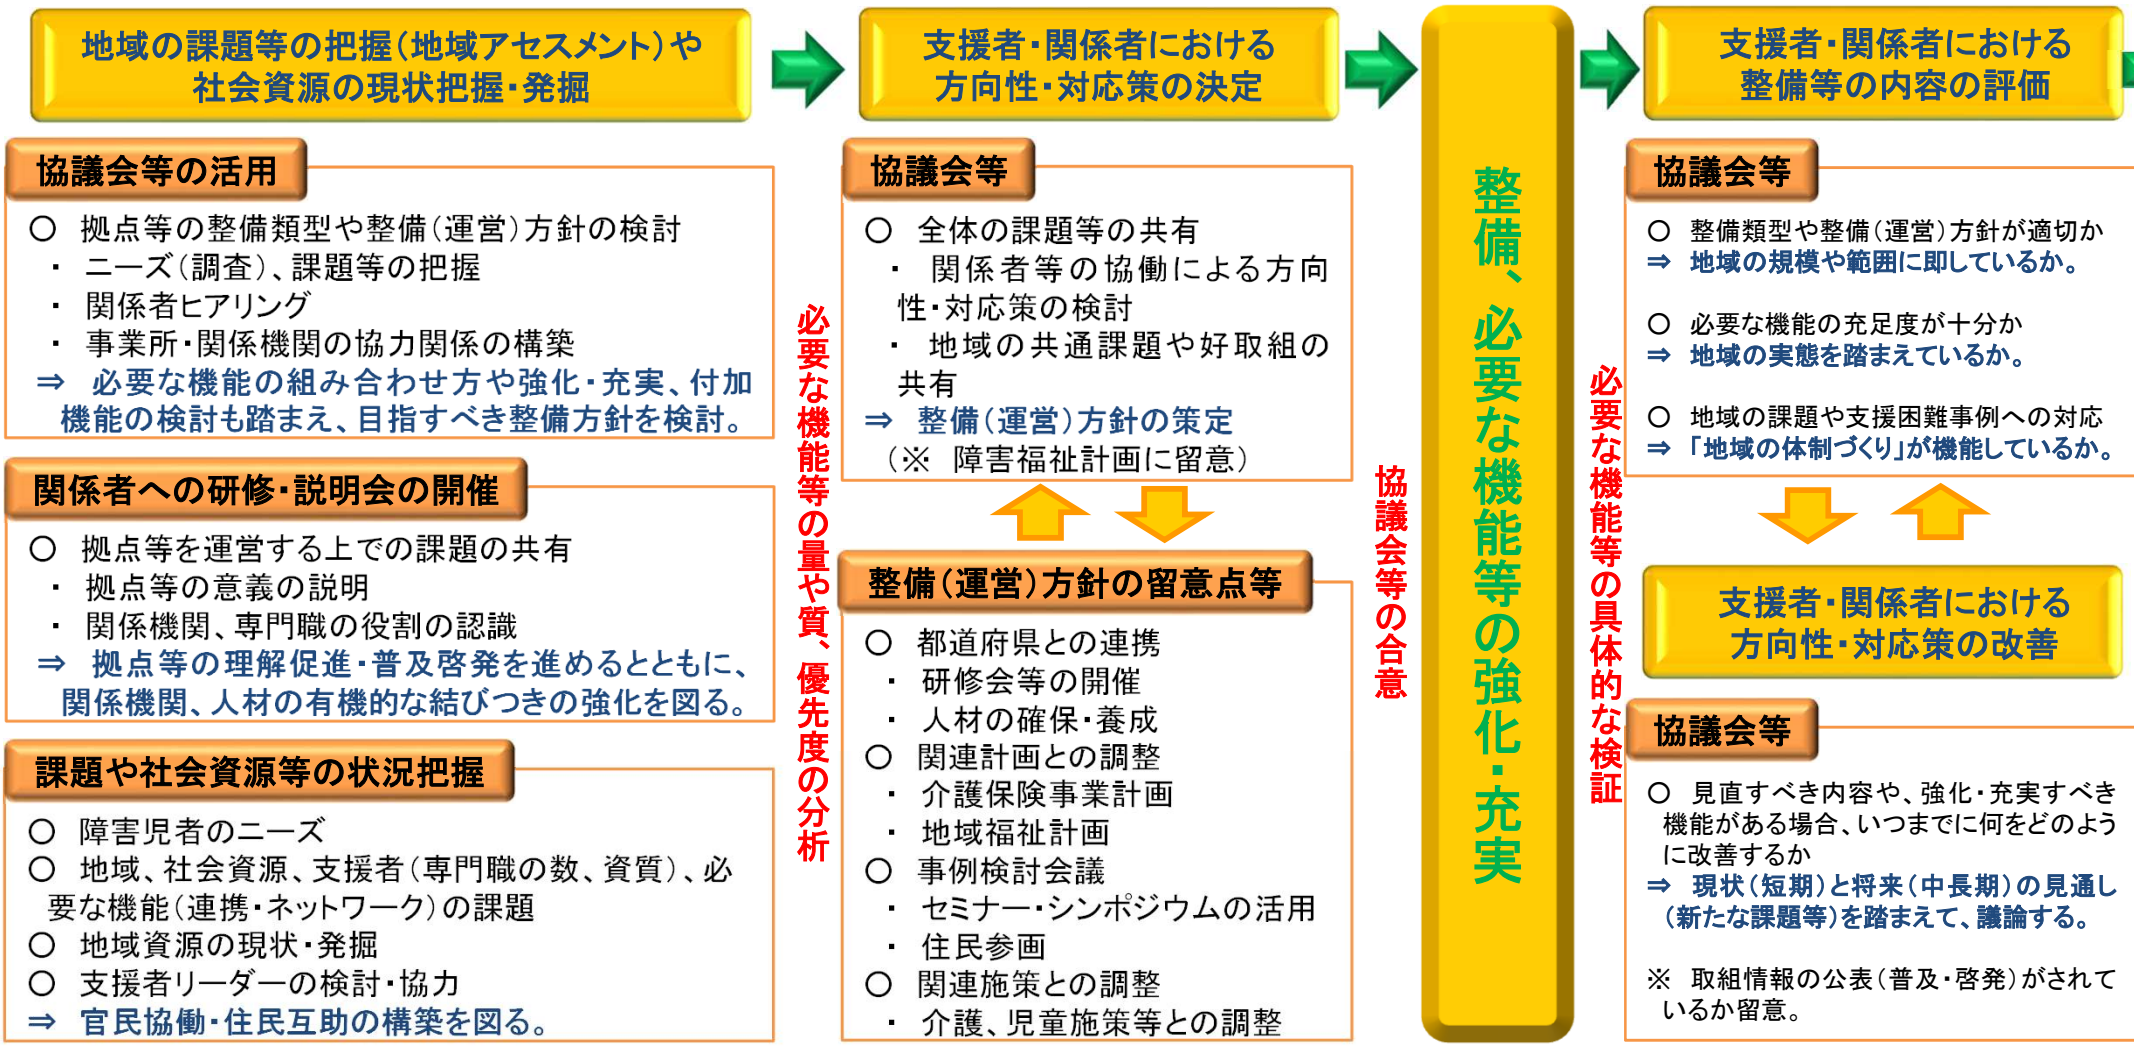 地域の課題等の把握（地域アセスメント）や
社会資源の現状把握・発掘
協議会等の活用
○ 拠点等の整備類型や整備（運営）方針の検討
・ ニーズ（調査）、課題等の把握
・ 関係者ヒアリング
・ 事業所・関係機関の協力関係の構築
⇒ 必要な機能の組み合わせ方や強化・充実、付加
機能の検討も踏まえ、目指すべき整備方針を検討。
関係者への研修・説明会の開催
○ 拠点等を運営する上での課題の共有
・ 拠点等の意義の説明
・ 関係機関、専門職の役割の認識
⇒ 拠点等の理解促進・普及啓発を進めるとともに、
関係機関、人材の有機的な結びつきの強化を図る。
課題や社会資源等の状況把握
○ 障害児者のニーズ
○ 地域、社会資源、支援者（専門職の数、資質）、必
要な機能（連携・ネットワーク）の課題
○ 地域資源の現状・発掘
○ 支援者リーダーの検討・協力
⇒ 官民協働・住民互助の構築を図る。
必要な機能等の量や質、優先度の分析
支援者・関係者における
方向性・対応策の決定
協議会等
○ 全体の課題等の共有
・ 関係者等の協働による方向
性・対応策の検討
・ 地域の共通課題や好取組の
共有
⇒ 整備（運営）方針の策定
（※ 障害福祉計画に留意）
整備（運営）方針の留意点等
○ 都道府県との連携
・ 研修会等の開催
・ 人材の確保・養成
○ 関連計画との調整
・ 介護保険事業計画
・ 地域福祉計画
○ 事例検討会議
・ セミナー・シンポジウムの活用
・ 住民参画
○ 関連施策との調整
・ 介護、児童施策等との調整
協議会等の合意
整備、必要な機能等の強化・充実
必要な機能等の具体的な検証
支援者・関係者における
整備等の内容の評価
協議会等
○ 整備類型や整備（運営）方針が適切か
⇒ 地域の規模や範囲に即しているか。
○ 必要な機能の充足度が十分か
⇒ 地域の実態を踏まえているか。
○ 地域の課題や支援困難事例への対応
⇒ 「地域の体制づくり」が機能しているか。
支援者・関係者における
方向性・対応策の改善
協議会等
○ 見直すべき内容や、強化・充実すべき
機能がある場合、いつまでに何をどのよう
に改善するか
⇒ 現状（短期）と将来（中長期）の見通し
（新たな課題等）を踏まえて、議論する。
※ 取組情報の公表（普及・啓発）がされて
いるか留意。